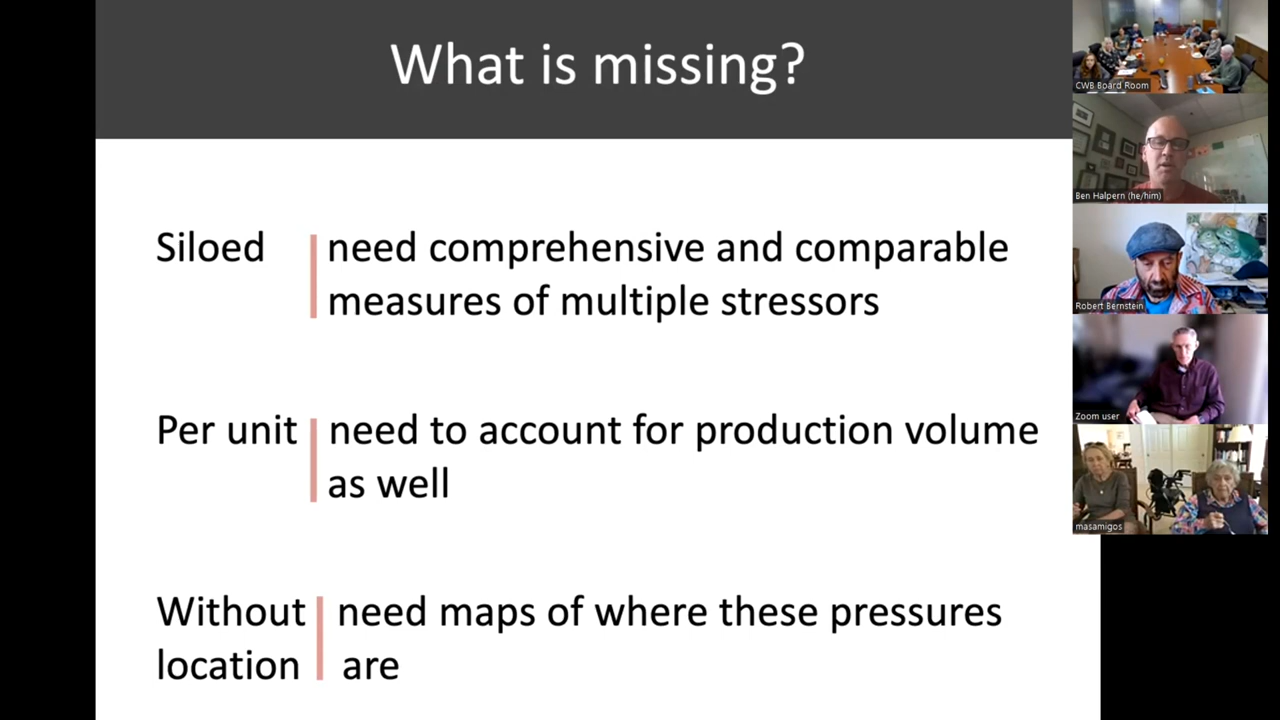 What is missing?
Siloed
need comprehensive and comparable
measures of multiple stressors
Per unit
need to account for production volume
as well
Without
location
need maps of where these pressures
are
CWB Board Room
Ben Halpern (he/him)
Robert Bernstein
Zoom user
masamigos